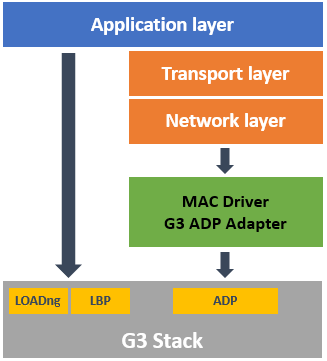 Application layer
Transport layer
Network layer
MAC Driver
G3 ADP Adapter
LOADng LBP ADP
G3 Stack